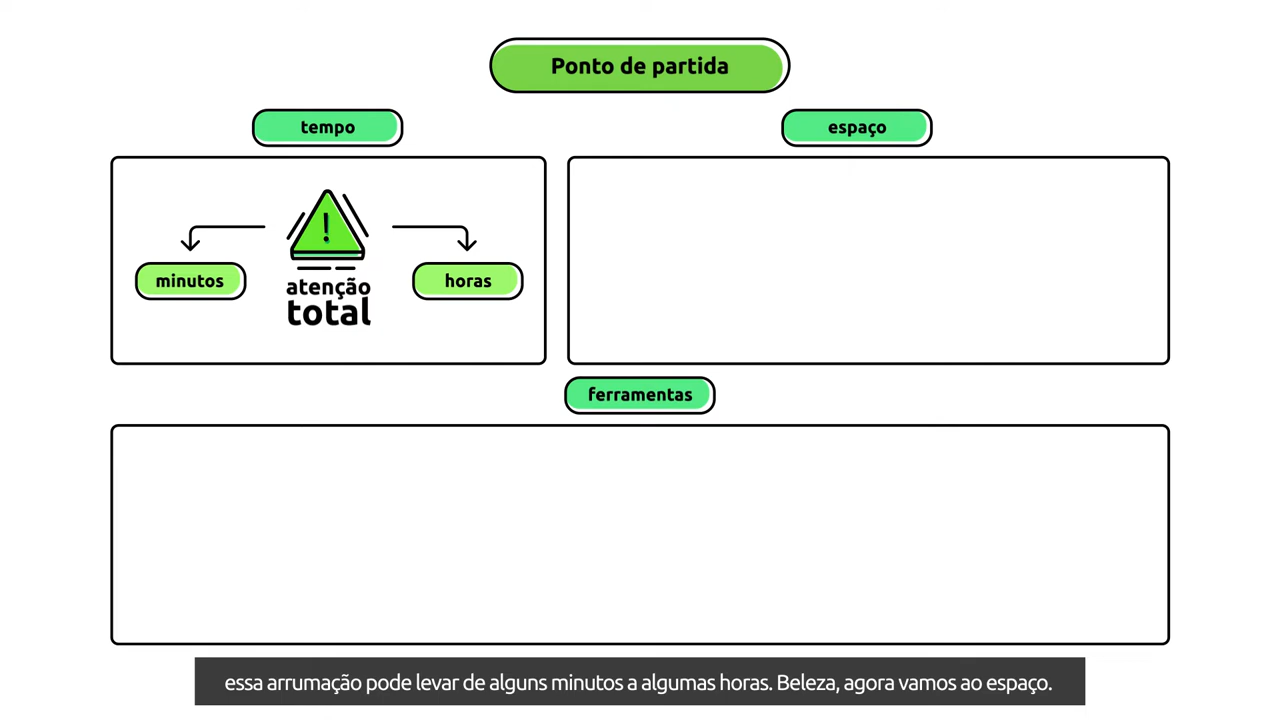 Ponto de partida
tempo
espaço
!
minutos
atenção
total
horas
ferramentas
essa arrumação pode levar de alguns minutos a algumas horas. Beleza, agora vamos ao espaço.